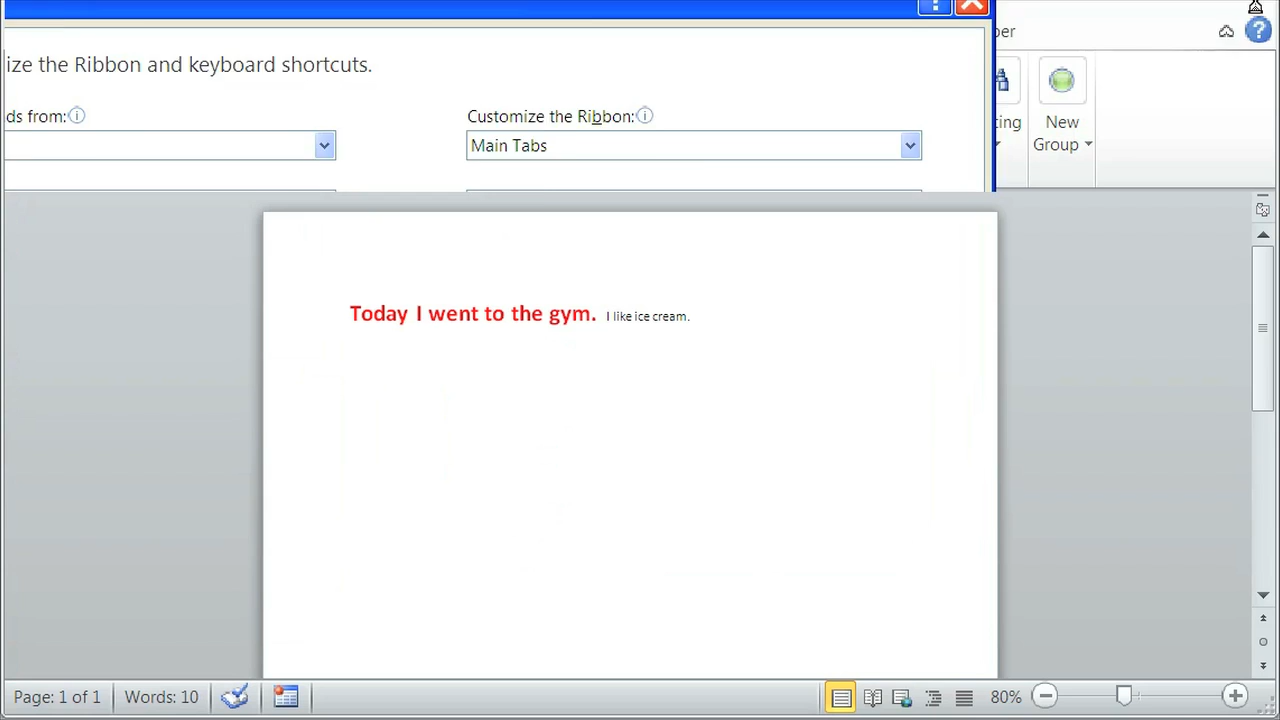 ber
ize the Ribbon and keyboard shortcuts.
ds from:
Customize the Ribbon:
Main Tabs
ting
New
Group
Today I went to the gym. I like ice cream.
Page: 1 of 1
Words: 10
80%